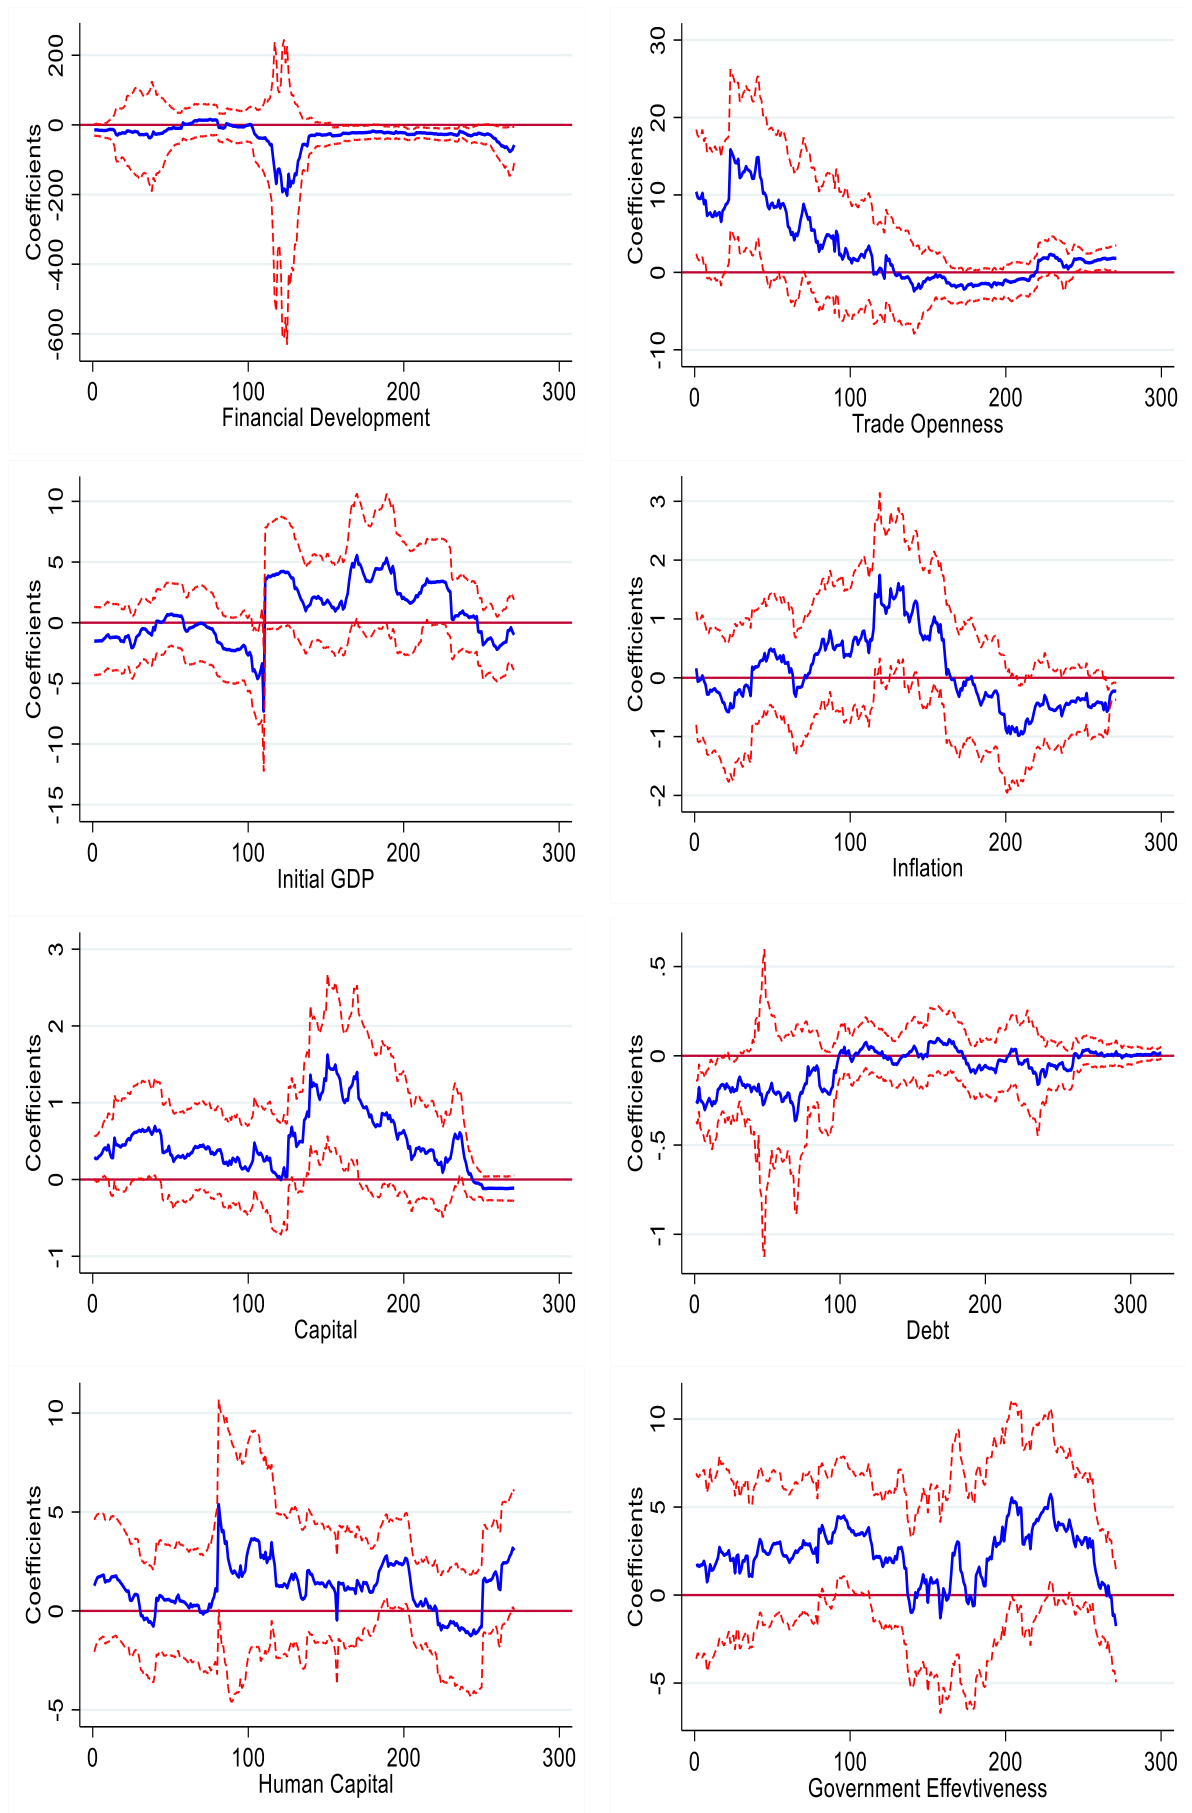 Coefficients
200
0
-200
-400
-600
0 100 200 300
Financial Development
Coefficients
30
20
10
0
-10
0 100 200 300
Trade Openness
Coefficients
10
5
0
-5
-10
-15
0 100 200 300
Initial GDP
Coefficients
3
2
1
0
-1
-2
0 100 200 300
Inflation
Coefficients
3
2
1
0
-1
0 100 200 300
Capital
Coefficients
.5
0
-.5
-1
0 100 200 300
Debt
Coefficients
10
5
0
-5
0 100 200 300
Human Capital
Coefficients
10
5
0
-5
0 100 200 300
Government Effevtiveness